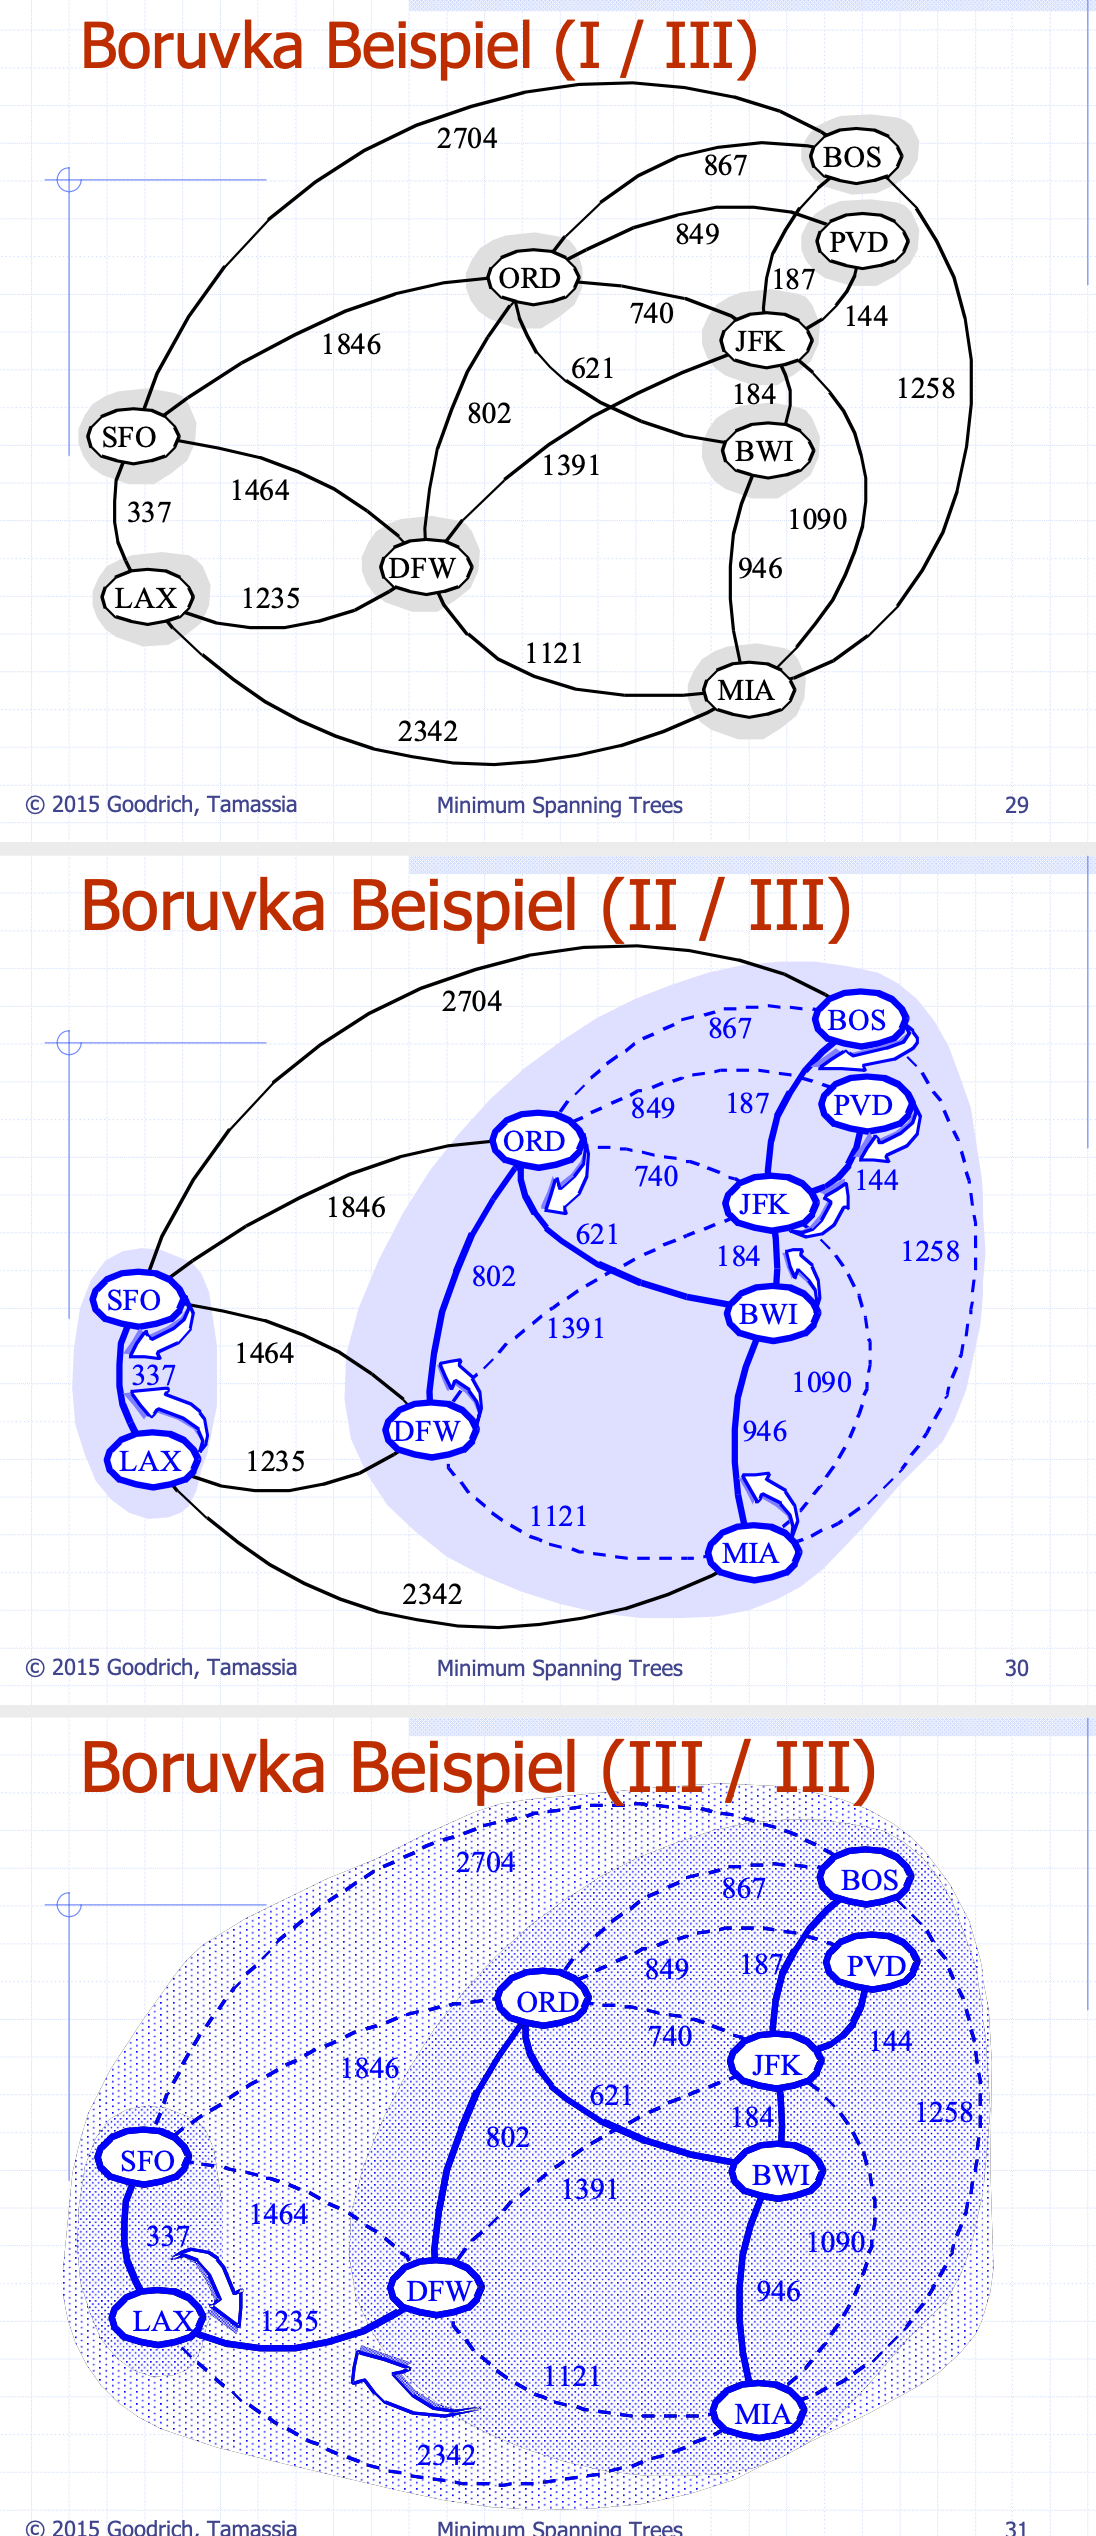 Boruvka Beispiel (I / III)
2704
BOS
867
PVD
849
ORD
187
740
144
JFK
1846
621
1258
184
802
SFO
BWI
1391
1464
337
1090
DFW
946
LAX
1235
1121
MIA
2342
© 2015 Goodrich, Tamassia
Minimum Spanning Trees
29
Boruvka Beispiel (II / III)
2704
BOS
867
849
187
PVD
ORD
740
144
JFK
1846
621
184
1258
802
SFO
BWI
1391
1464
337
1090
DFW
946
LAX
1235
1121
MIA
2342
© 2015 Goodrich, Tamassia
Minimum Spanning Trees
30
Boruvka Beispiel (III / III)
2704
BOS
867
849
187
PVD
ORD
740
144
JFK
1846
621
184
1258
802
SFO
BWI
1391
1464
337
1090
DFW
946
LAX
1235
1121
MIA
2342
© 2015 Goodrich, Tamassia
Minimum Spanning Trees
31